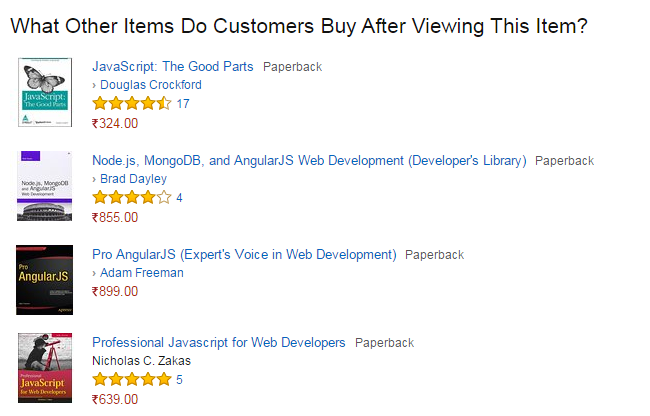 What Other Items Do Customers Buy After Viewing This Item?
JavaScript: The Good Parts Paperback
› Douglas Crockford
17
₹324.00
JavaScript:
The Good Parts
Node.js, MongoDB, and AngularJS Web Development (Developer's Library) Paperback
› Brad Dayley
4
₹855.00
Node.js, MongoDB
and AngularJS
Web Development
Pro AngularJS (Expert's Voice in Web Development) Paperback
› Adam Freeman
₹899.00
Pro
AngularJS
Professional Javascript for Web Developers Paperback
Nicholas C. Zakas
5
₹639.00
Professional
JavaScript
for Web Developers